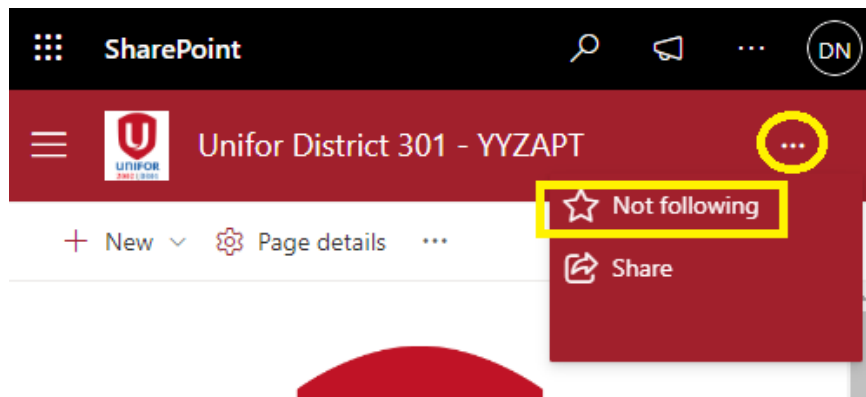 SharePoint
DN
UNIFOR
Unifor District 301 - YYZAPT
Not following
New
Page details
Share